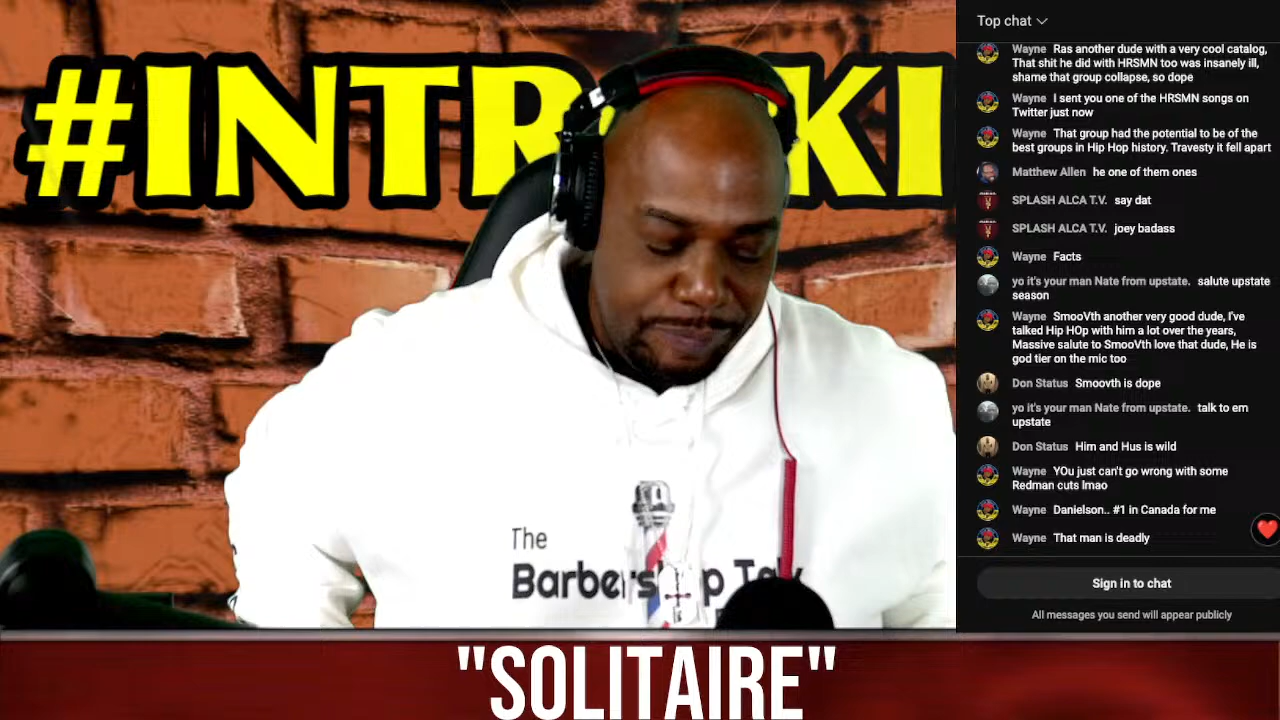 #INTR KI
The
Barbershop Talk
"SOLITAIRE"
Top chat
Wayne Ras another dude with a very cool catalog,
That shit he did with HRSMN too was insanely ill,
shame that group collapse, so dope
Wayne I sent you one of the HRSMN songs on
Twitter just now
Wayne That group had the potential to be of the
best groups in Hip Hop history. Travesty it fell apart
Matthew Allen he one of them ones
SPLASH ALCA T.V. say dat
SPLASH ALCA T.V. joey badass
Wayne Facts
yo it's your man Nate from upstate. salute upstate
season
Wayne SmooVth another very good dude, I've
talked Hip HOp with him a lot over the years,
Massive salute to SmooVth love that dude, He is
god tier on the mic too
Don Status Smoovth is dope
yo it's your man Nate from upstate. talk to em
upstate
Don Status Him and Hus is wild
Wayne YOu just can't go wrong with some
Redman cuts lmao
Wayne Danielson.. #1 in Canada for me
Wayne That man is deadly
Sign in to chat
All messages you send will appear publicly